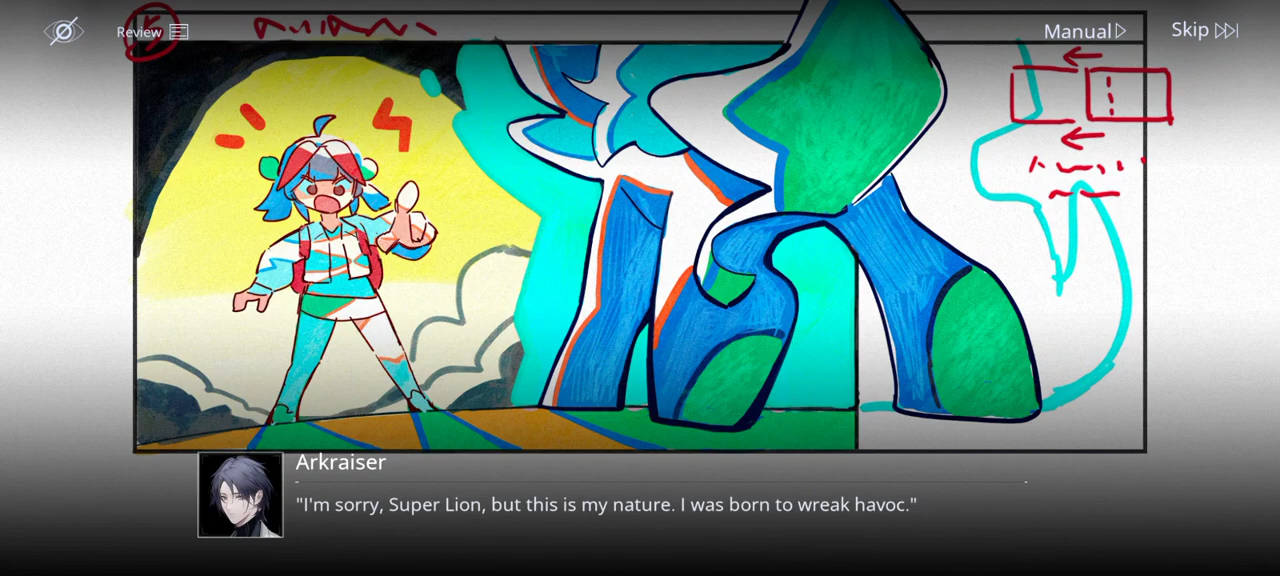 Review
Manual
Skip
Arkraiser
"I'm sorry, Super Lion, but this is my nature. I was born to wreak havoc."